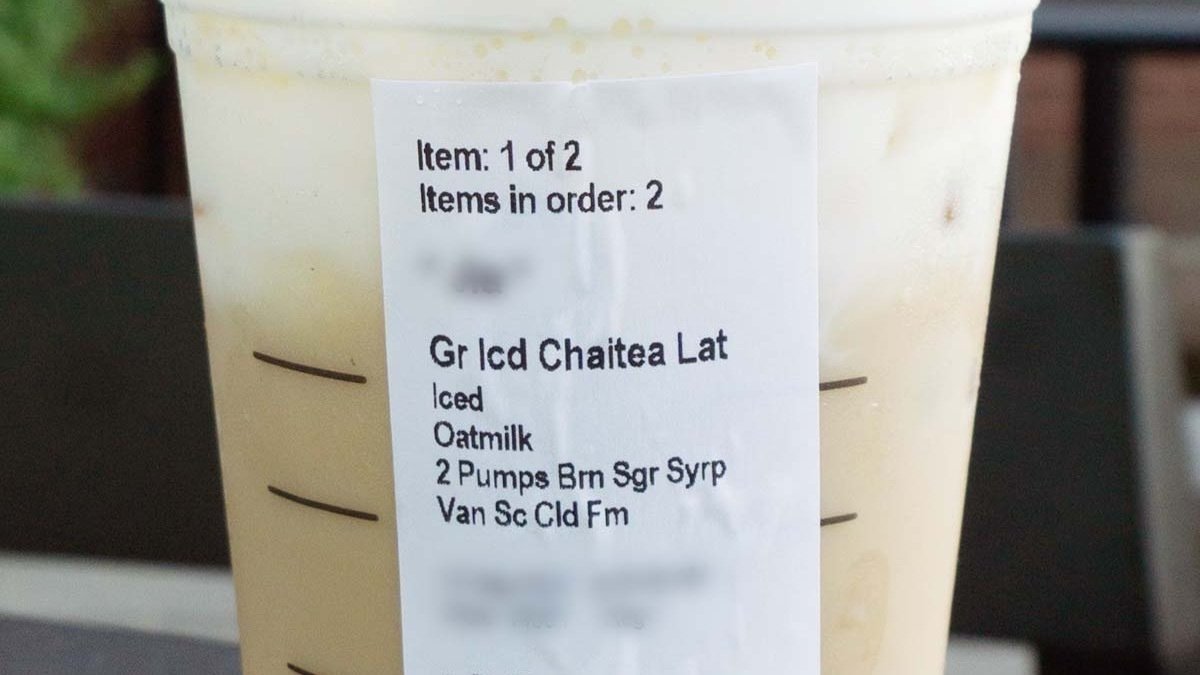 Item: 1 of 2
Items in order: 2
Gr Icd Chaitea Lat
Iced
Oatmilk
2 Pumps Brn Sgr Syrp
Van Sc Cld Fm